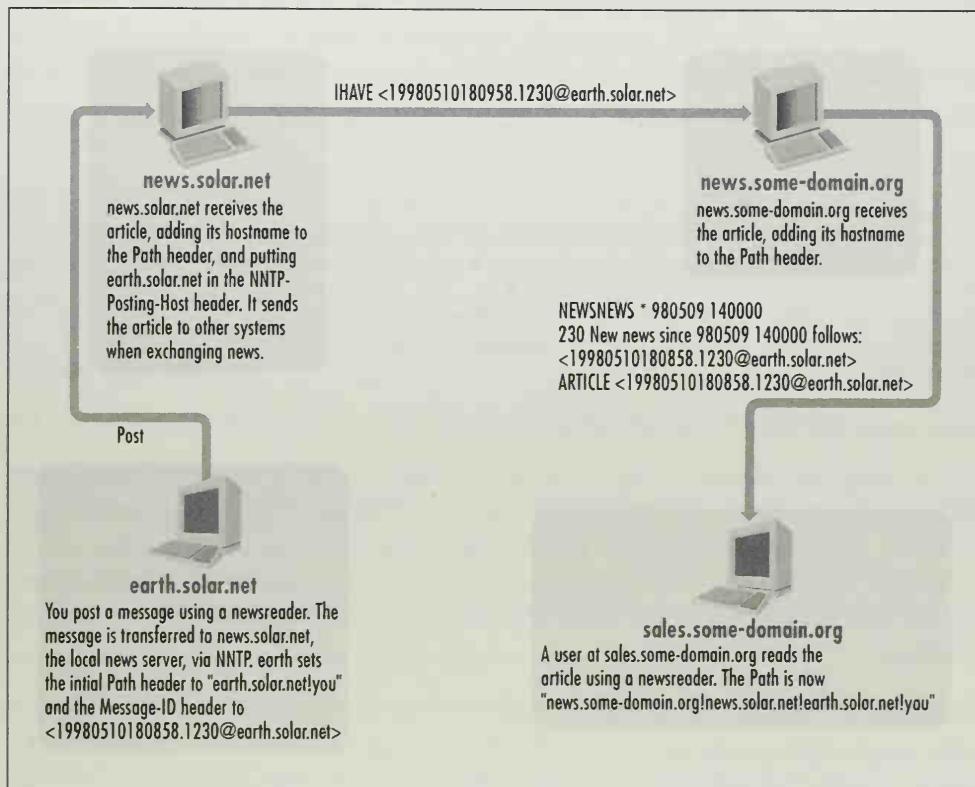 IHAVE <19980510180958.1230@earth.solar.net>
news.solar.net
news.solar.net receives the
article, adding its hostname to
the Path header, and putting
earth.solar.net in the NNTP-
Posting-Host header. It sends
the article to other systems
when exchanging news.
news.some-domain.org
news.some-domain.org receives
the article, adding its hostname
to the Path header.
NEWSNEWS * 980509 140000
230 New news since 980509 140000 follows:
<19980510180858.1230@earth.solar.net>
ARTICLE <19980510180858.1230@earth.solar.net>
Post
earth.solar.net
You post a message using a newsreader. The
message is transferred to news.solar.net,
the local news server, via NNTP. earth sets
the intial Path header to "earth.solar.net!you"
and the Message-ID header to
<19980510180858.1230@earth.solar.net>
sales.some-domain.org
A user at sales.some-domain.org reads the
article using a newsreader. The Path is now
"news.some-domain.org!news.solar.net!earth.solar.net!you"